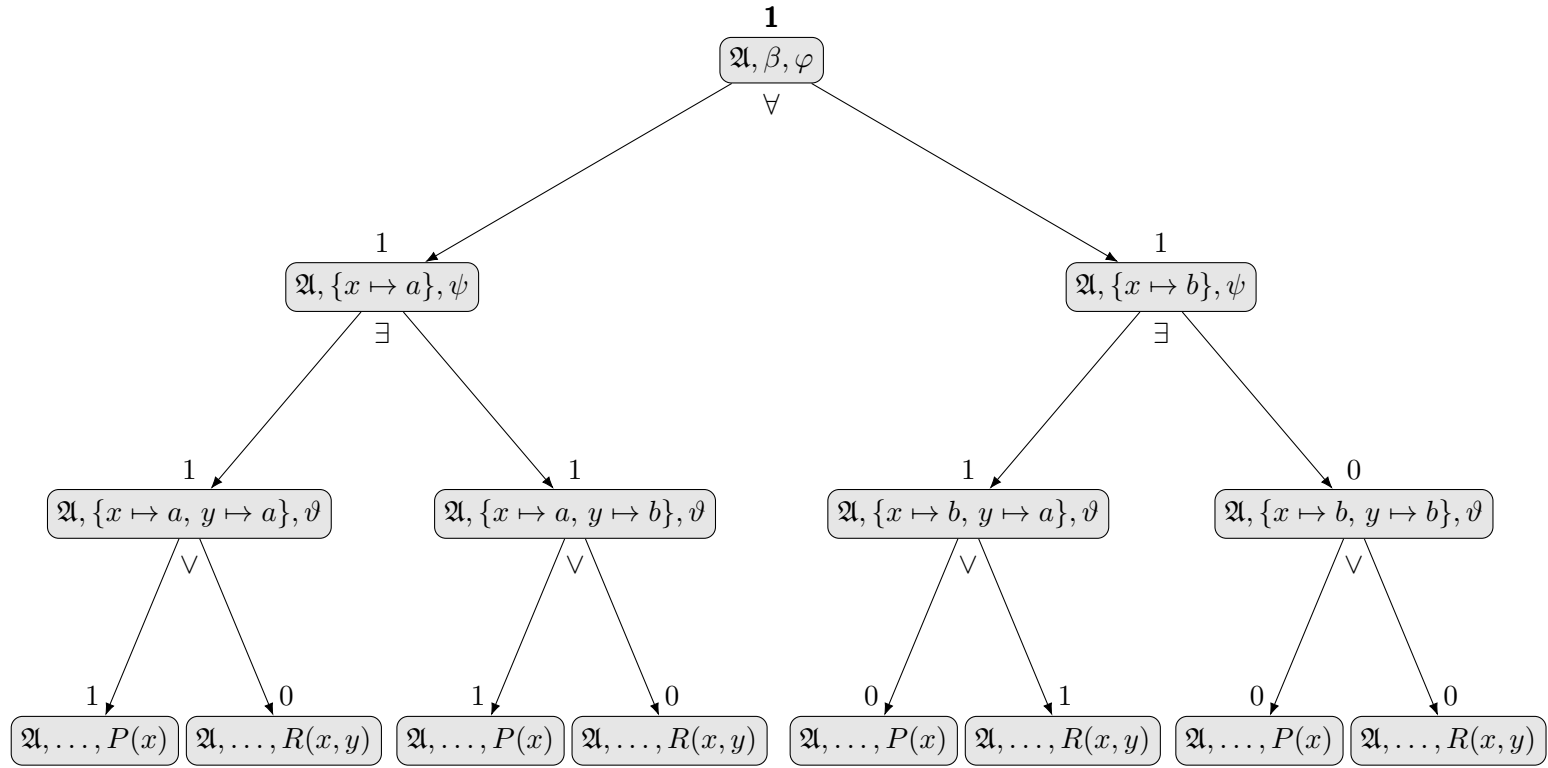 1
𝔄, β, φ
∀
1 1
𝔄, {x ↦ a}, ψ 𝔄, {x ↦ b}, ψ
∃ ∃
1 1 1 0
𝔄, {x ↦ a, y ↦ a}, ϑ 𝔄, {x ↦ a, y ↦ b}, ϑ 𝔄, {x ↦ b, y ↦ a}, ϑ 𝔄, {x ↦ b, y ↦ b}, ϑ
∨ ∨ ∨ ∨
1 0 1 0 0 1 0 0
𝔄, …, P(x) 𝔄, …, R(x, y) 𝔄, …, P(x) 𝔄, …, R(x, y) 𝔄, …, P(x) 𝔄, …, R(x, y) 𝔄, …, P(x) 𝔄, …, R(x, y)